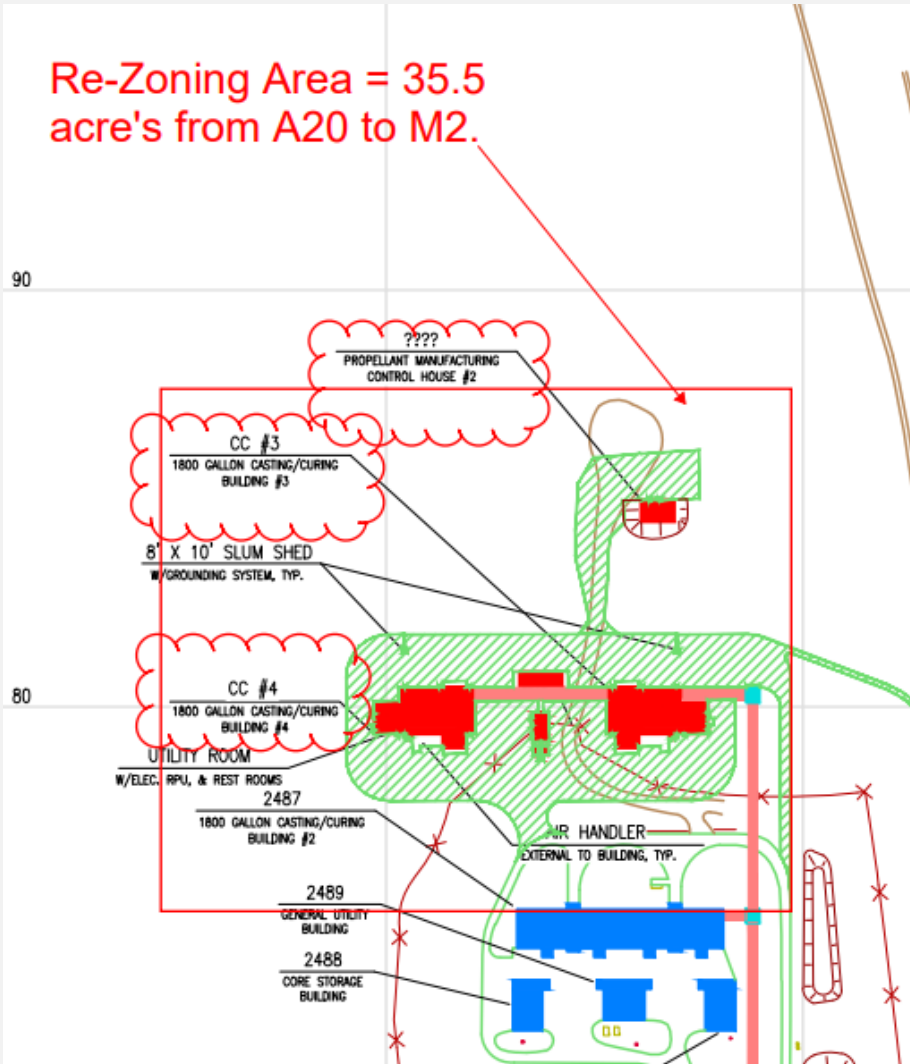 Re-Zoning Area = 35.5
acre's from A20 to M2.
90
????
PROPELLANT MANUFACTURING
CONTROL HOUSE #2
CC #3
1800 GALLON CASTING/CURING
BUILDING #3
8' X 10' SLUM SHED
W/GROUNDING SYSTEM, TYP.
80
CC #4
1800 GALLON CASTING/CURING
BUILDING #4
UTILITY ROOM
W/ELEC. RPU, & REST ROOMS
2487
1800 GALLON CASTING/CURING
BUILDING #2
AIR HANDLER
EXTERNAL TO BUILDING, TYP.
2489
GENERAL UTILITY
BUILDING
2488
CORE STORAGE
BUILDING